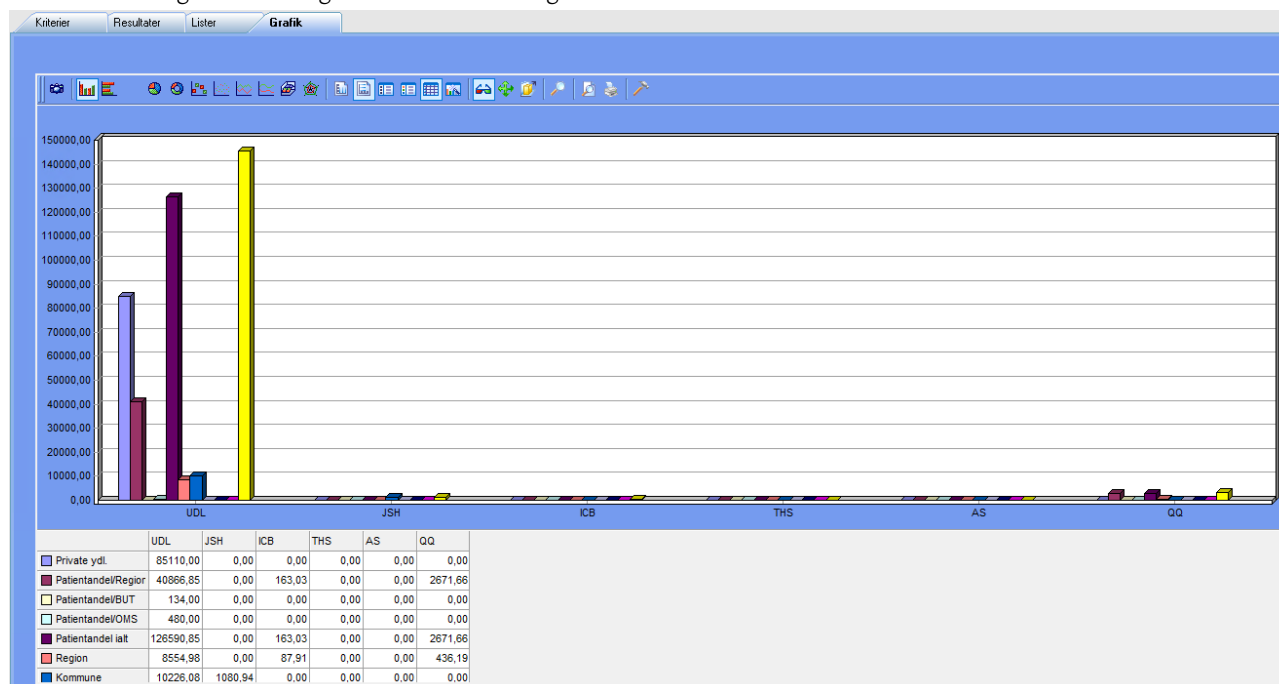 Kriterier Resultater Lister Grafik
150000,00
140000,00
130000,00
120000,00
110000,00
100000,00
90000,00
80000,00
70000,00
60000,00
50000,00
40000,00
30000,00
20000,00
10000,00
0,00
UDL JSH ICB THS AS QQ
UDL JSH ICB THS AS QQ
Private ydl. 85110,00 0,00 0,00 0,00 0,00 0,00
Patientandel/Region 40866,85 0,00 163,03 0,00 0,00 2671,66
Patientandel/BUT 134,00 0,00 0,00 0,00 0,00 0,00
Patientandel/OMS 480,00 0,00 0,00 0,00 0,00 0,00
Patientandel ialt 126590,85 0,00 163,03 0,00 0,00 2671,66
Region 8554,98 0,00 87,91 0,00 0,00 436,19
Kommune 10226,08 1080,94 0,00 0,00 0,00 0,00